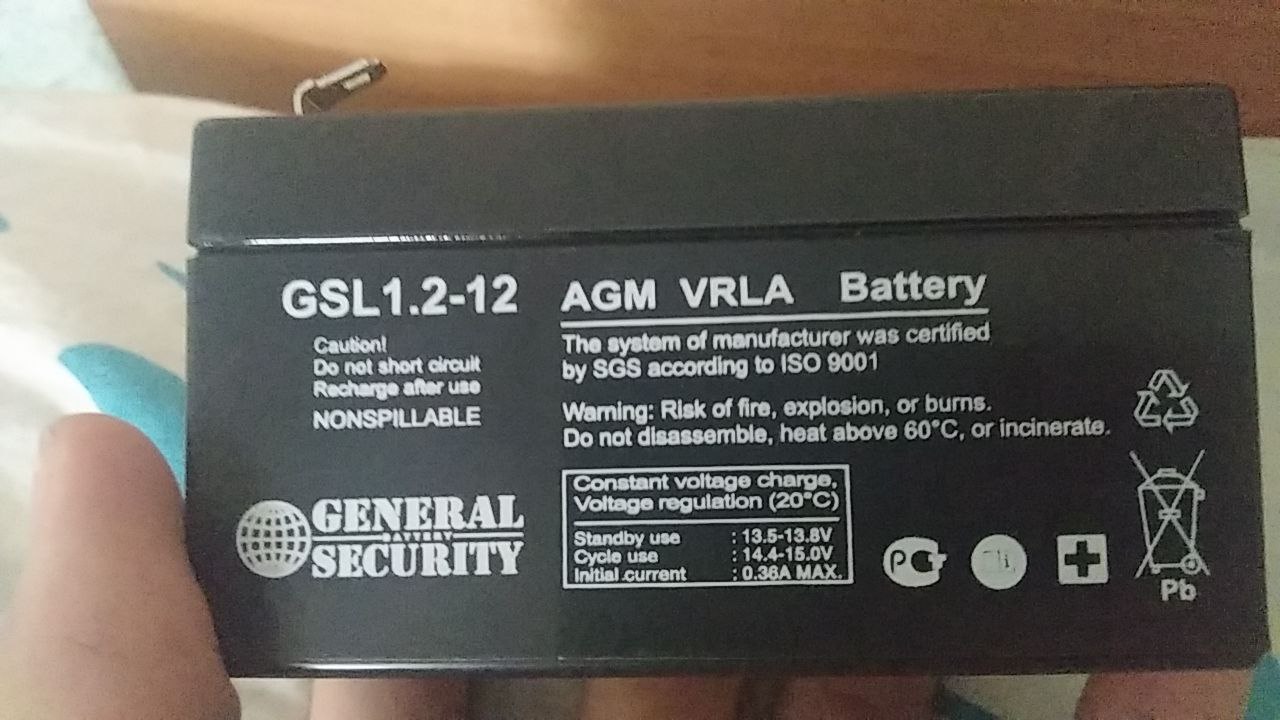 GSL1.2-12
Caution!
Do not short circuit
Recharge after use
NONSPILLABLE
GENERAL
BATTERY
SECURITY
AGM VRLA Battery
The system of manufacturer was certified
by SGS according to ISO 9001
Warning: Risk of fire, explosion, or burns.
Do not disassemble, heat above 60°C, or incinerate.
Constant voltage charge,
Voltage regulation (20°C)
Standby use : 13.5-13.8V
Cycle use : 14.4-15.0V
Initial current : 0.36A MAX.
Pb